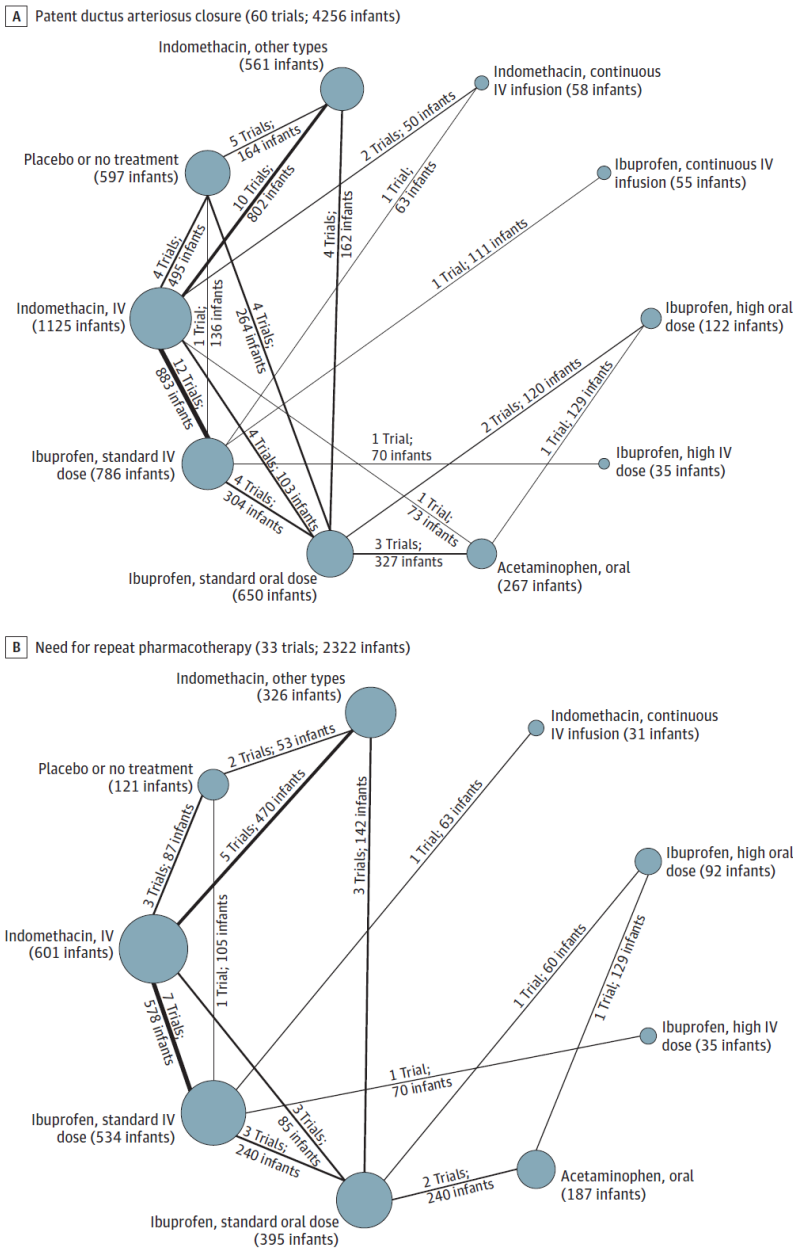 A Patent ductus arteriosus closure (60 trials; 4256 infants)
Indomethacin, other types
(561 infants)
Indomethacin, continuous
IV infusion (58 infants)
5 Trials;
164 infants
2 Trials; 50 infants
Placebo or no treatment
(597 infants)
10 Trials;
802 infants
1 Trial;
63 infants
Ibuprofen, continuous IV
infusion (55 infants)
4 Trials;
162 infants
4 Trials;
495 infants
1 Trial; 111 infants
Indomethacin, IV
(1125 infants)
1 Trial;
136 infants
4 Trials;
264 infants
Ibuprofen, high oral
dose (122 infants)
12 Trials;
883 infants
2 Trials; 120 infants
1 Trial; 129 infants
Ibuprofen, standard IV
dose (786 infants)
4 Trials; 103 infants
1 Trial;
70 infants
Ibuprofen, high IV
dose (35 infants)
4 Trials;
304 infants
1 Trial;
73 infants
3 Trials;
327 infants
Ibuprofen, standard oral dose
(650 infants)
Acetaminophen, oral
(267 infants)
B Need for repeat pharmacotherapy (33 trials; 2322 infants)
Indomethacin, other types
(326 infants)
Indomethacin, continuous
IV infusion (31 infants)
2 Trials; 53 infants
Placebo or no treatment
(121 infants)
5 Trials; 470 infants
3 Trials; 142 infants
1 Trial; 63 infants
3 Trials; 87 infants
Ibuprofen, high oral
dose (92 infants)
Indomethacin, IV
(601 infants)
1 Trial; 105 infants
1 Trial; 60 infants
1 Trial; 129 infants
7 Trials;
578 infants
Ibuprofen, high IV
dose (35 infants)
1 Trial;
70 infants
Ibuprofen, standard IV
dose (534 infants)
3 Trials;
85 infants
3 Trials;
240 infants
2 Trials;
240 infants
Acetaminophen, oral
(187 infants)
Ibuprofen, standard oral dose
(395 infants)